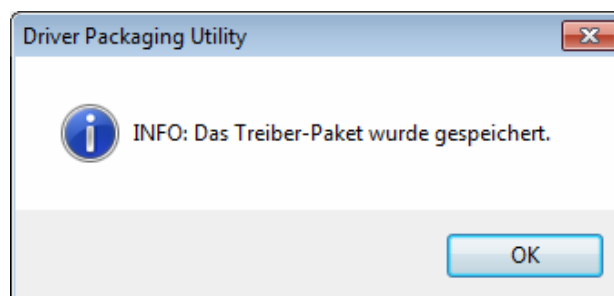 Driver Packaging Utility
INFO: Das Treiber-Paket wurde gespeichert.
OK